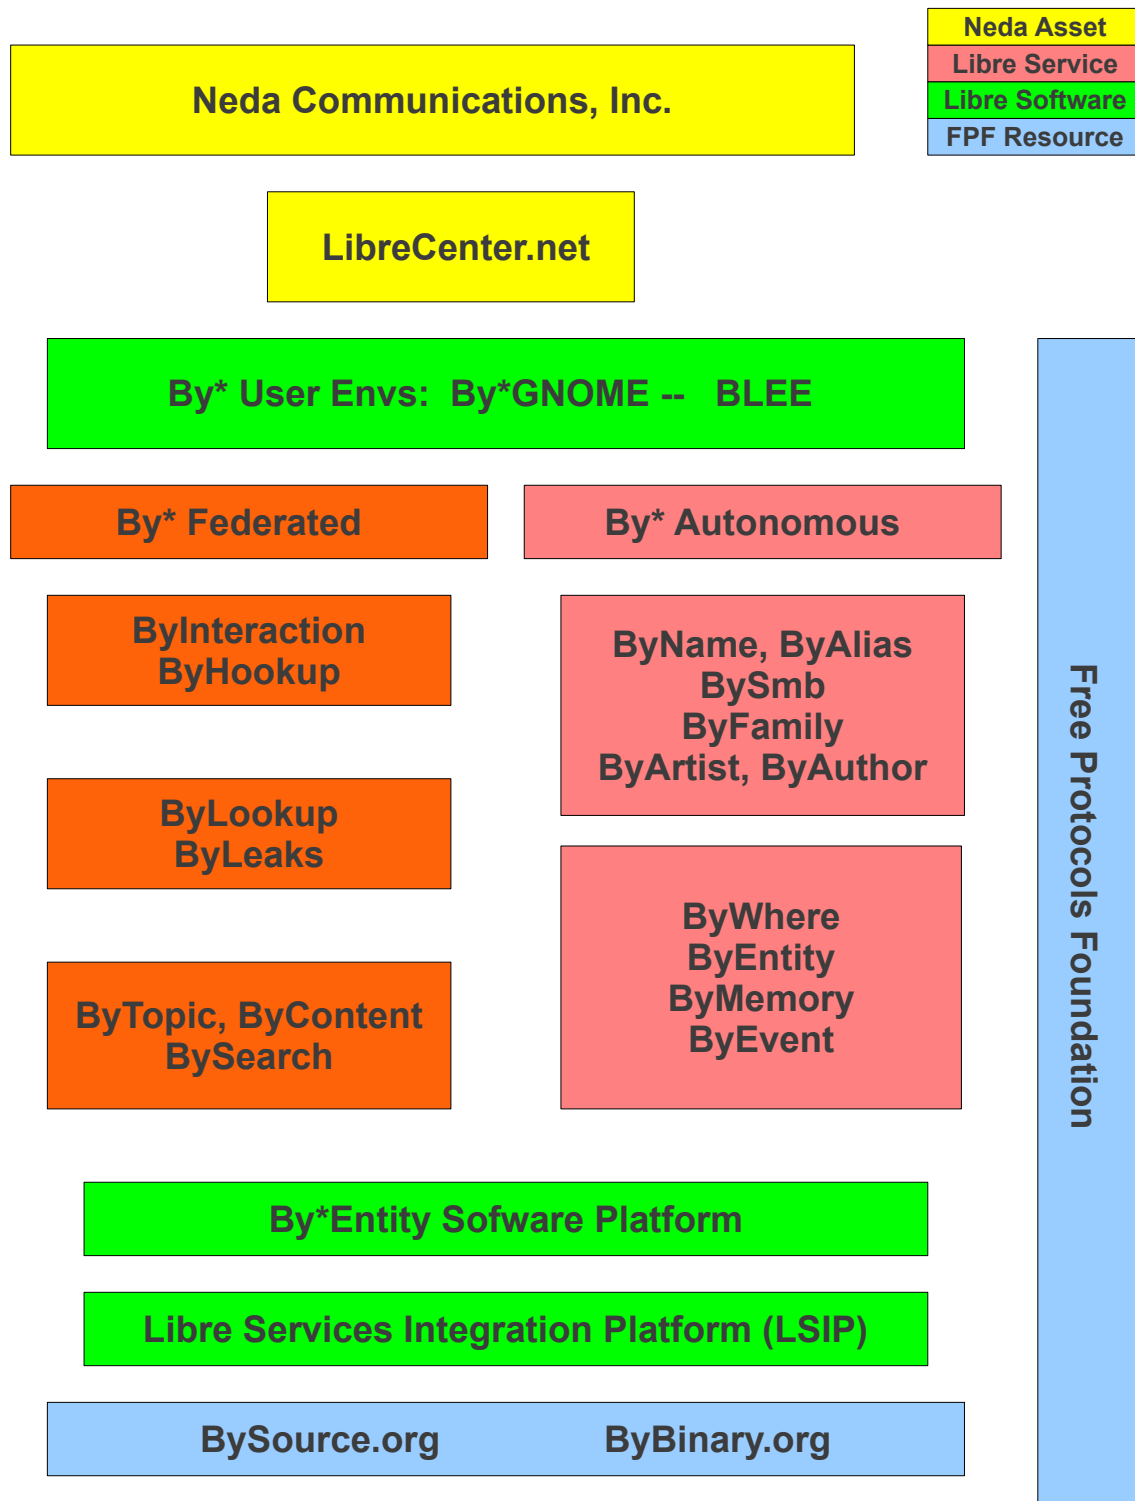 Neda Asset
Libre Service
Libre Software
FPF Resource
Neda Communications, Inc.
LibreCenter.net
By* User Envs:  By*GNOME --   BLEE
By* Federated
By* Autonomous
ByInteraction
ByHookup
ByName, ByAlias
BySmb
ByFamily
ByArtist, ByAuthor
ByLookup
ByLeaks
ByWhere
ByEntity
ByMemory
ByEvent
ByTopic, ByContent
BySearch
By*Entity Sofware Platform
Libre Services Integration Platform (LSIP)
BySource.org
ByBinary.org
Free Protocols Foundation